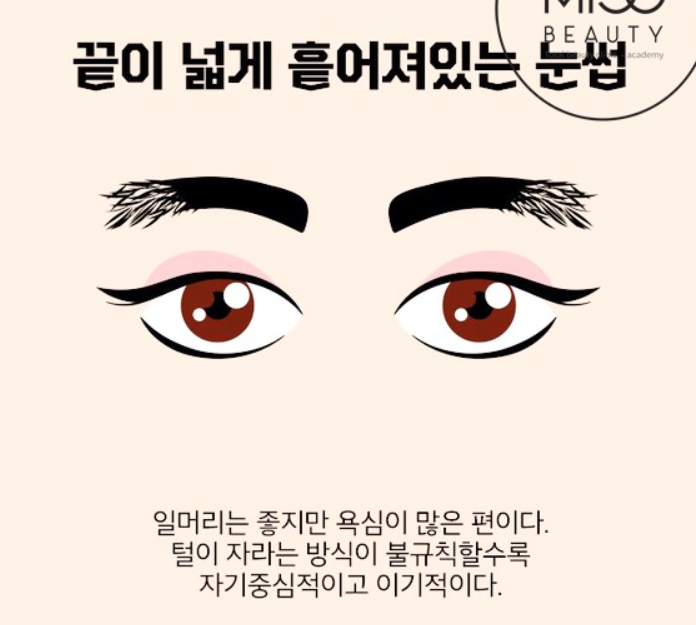 MISO
BEAUTY
academy
끝이 넓게 흩어져있는 눈썹
일머리는 좋지만 욕심이 많은 편이다.
털이 자라는 방식이 불규칙할수록
자기중심적이고 이기적이다.